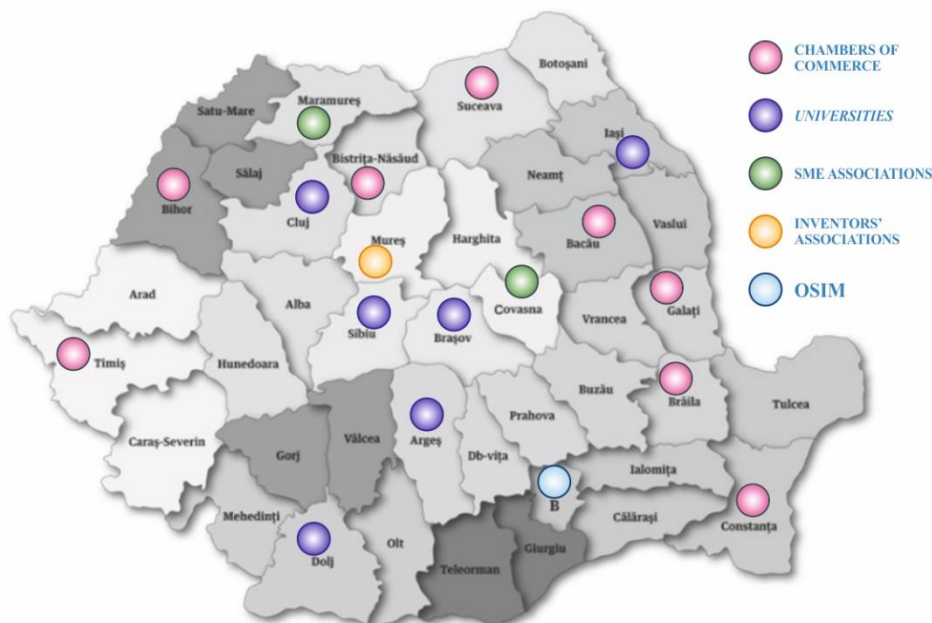 Botoșani
CHAMBERS OF
COMMERCE
Maramureș
Suceava
Satu-Mare
UNIVERSITIES
Iași
Bistrița-Năsăud
Sălaj
Neamț
SME ASSOCIATIONS
Bihor
Cluj
Vaslui
INVENTORS'
ASSOCIATIONS
Mureș
Harghita
Bacău
Arad
Alba
OSIM
Covasna
Galați
Vrancea
Sibiu
Brașov
Timiș
Hunedoara
Buzău
Brăila
Tulcea
Prahova
Caraș-Severin
Gorj
Vâlcea
Argeș
Db-vița
Ialomița
B
Mehedinți
Călărași
Constanța
Olt
Giurgiu
Dolj
Teleorman